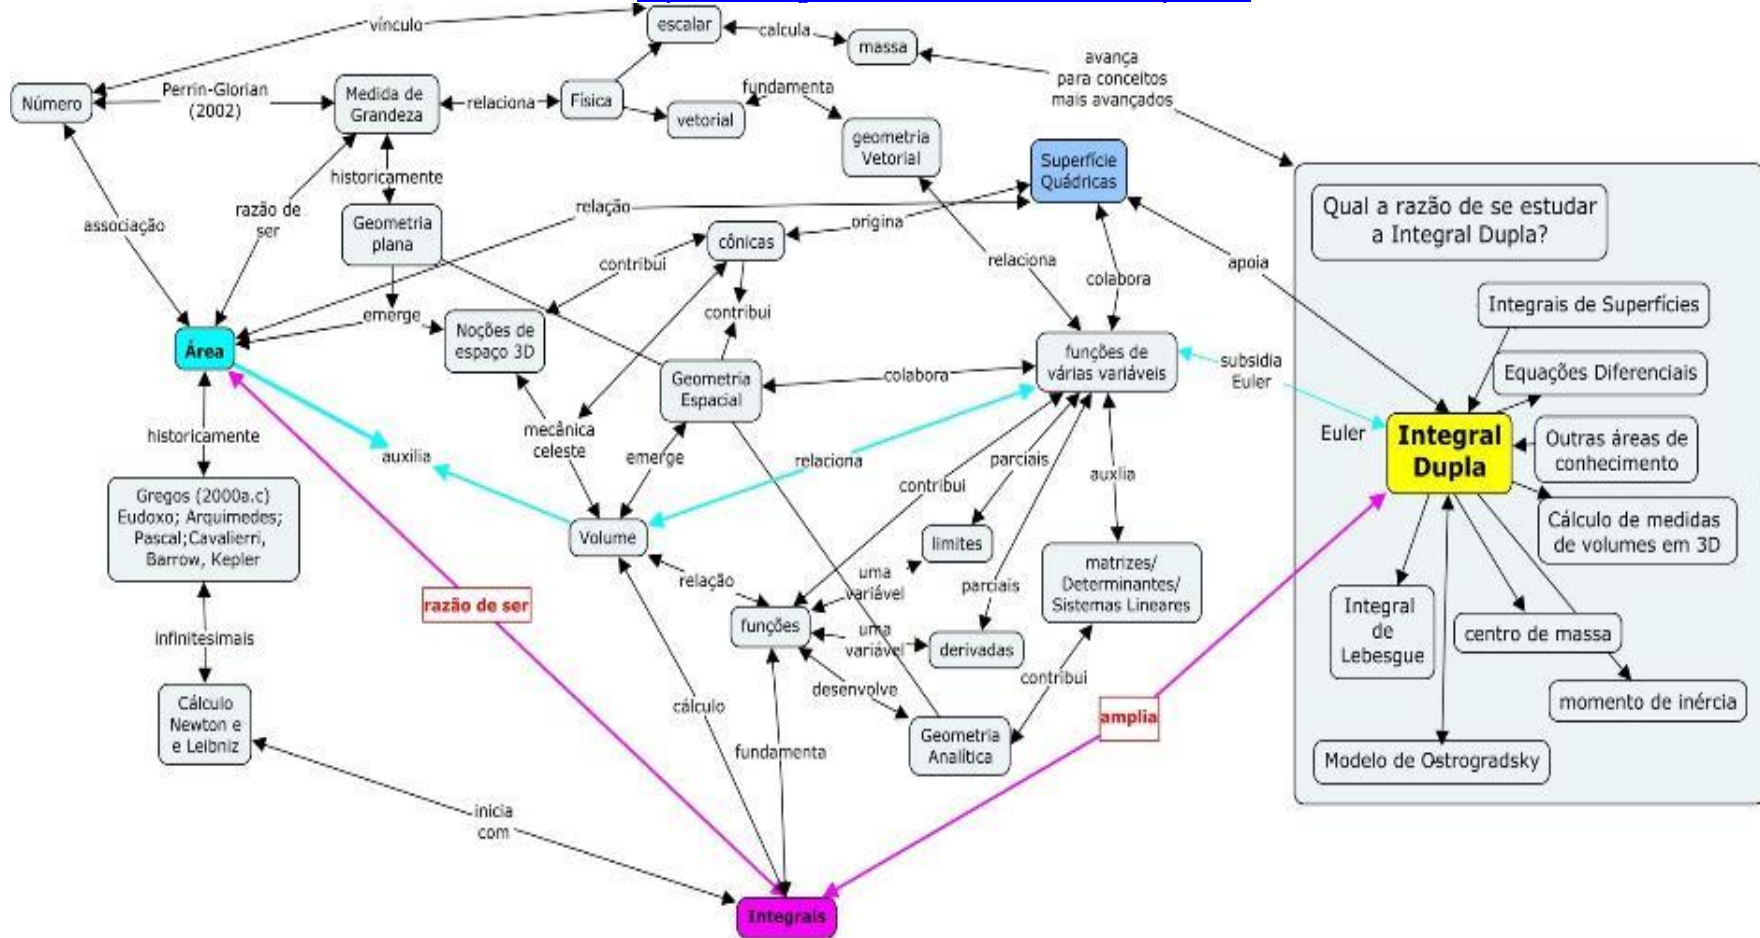 vínculo
escalar
calcula
massa
avança
para conceitos
mais avançados
Número
Perrin-Glorian
(2002)
Medida de
Grandeza
relaciona
Física
vetorial
fundamenta
geometria
Vetorial
Superfície
Quádricas
historicamente
associação
razão de
ser
Geometria
plana
relação
contribui
cônicas
origina
relaciona
colabora
apoia
Qual a razão de se estudar
a Integral Dupla?
Integrais de Superfícies
Área
emerge
Noções de
espaço 3D
contribui
Geometria
Espacial
colabora
funções de
várias variáveis
subsidia
Euler
Equações Diferenciais
historicamente
auxilia
mecânica
celeste
emerge
relaciona
contribui
parciais
auxlia
Euler
Integral
Dupla
Outras áreas de
conhecimento
Gregos (2000a.c)
Eudoxo; Arquimedes;
Pascal;Cavalierri,
Barrow, Kepler
Volume
limites
matrizes/
Determinantes/
Sistemas Lineares
Cálculo de medidas
de volumes em 3D
relação
uma
variável
parciais
razão de ser
funções
uma
variável
derivadas
Integral
de
Lebesgue
centro de massa
infinitesimais
desenvolve
contribui
momento de inércia
Cálculo
Newton e
e Leibniz
cálculo
fundamenta
Geometria
Analítica
amplia
Modelo de Ostrogradsky
inicia
com
Integrais